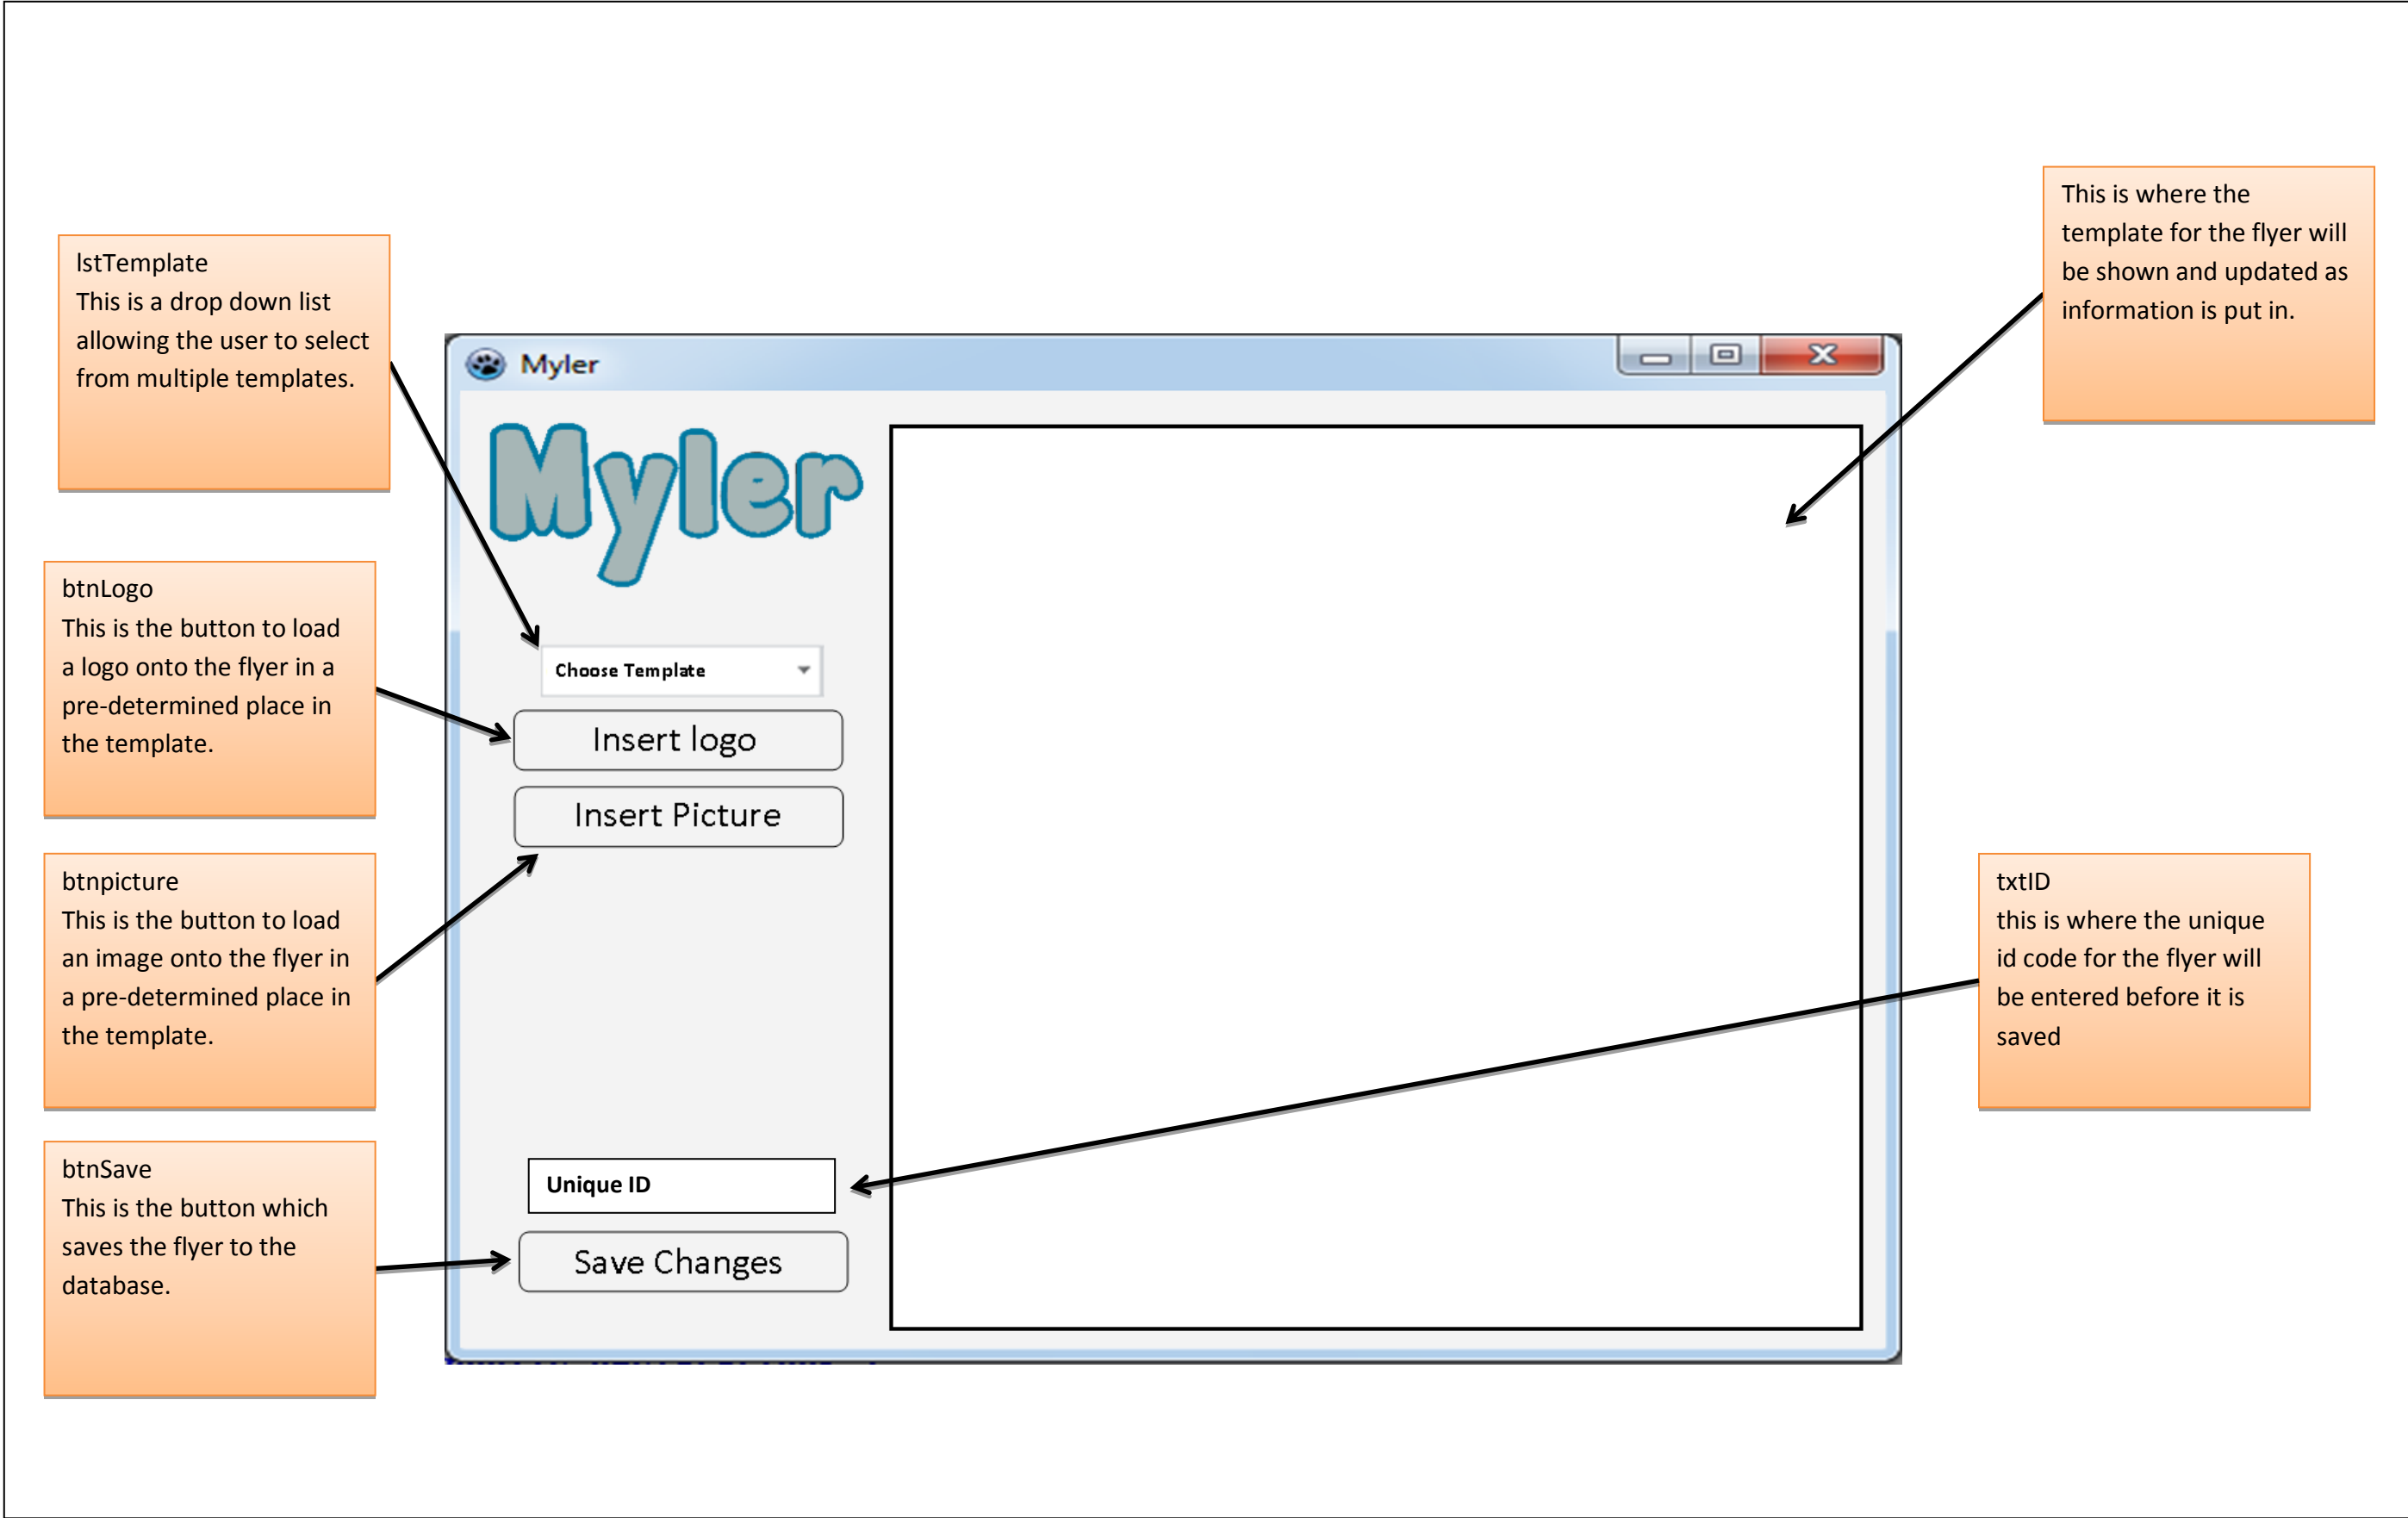 lstTemplate
This is a drop down list
allowing the user to select
from multiple templates.
btnLogo
This is the button to load
a logo onto the flyer in a
pre-determined place in
the template.
btnpicture
This is the button to load
an image onto the flyer in
a pre-determined place in
the template.
btnSave
This is the button which
saves the flyer to the
database.
Myler
Myler
Choose Template
Insert logo
Insert Picture
Unique ID
Save Changes
This is where the
template for the flyer will
be shown and updated as
information is put in.
txtID
this is where the unique
id code for the flyer will
be entered before it is
saved